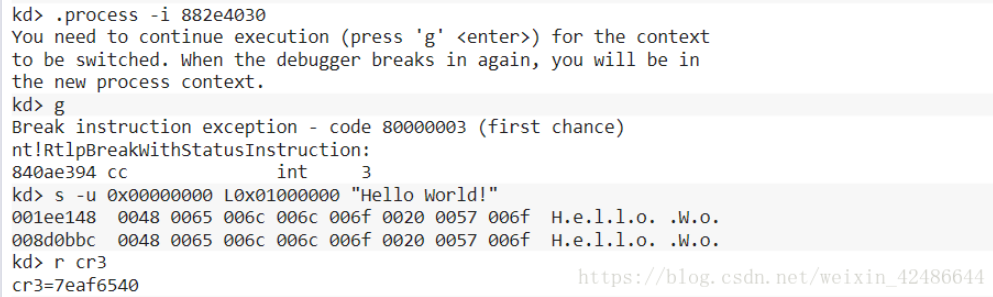 kd> .process -i 882e4030
You need to continue execution (press 'g' <enter>) for the context
to be switched. When the debugger breaks in again, you will be in
the new process context.
kd> g
Break instruction exception - code 80000003 (first chance)
nt!RtlpBreakWithStatusInstruction:
840ae394 cc              int     3
kd> s -u 0x00000000 L0x01000000 "Hello World!"
001ee148  0048 0065 006c 006c 006f 0020 0057 006f  H.e.l.l.o. .W.o.
008d0bbc  0048 0065 006c 006c 006f 0020 0057 006f  H.e.l.l.o. .W.o.
kd> r cr3
cr3=7eaf6540
https://blog.csdn.net/weixin_42486644